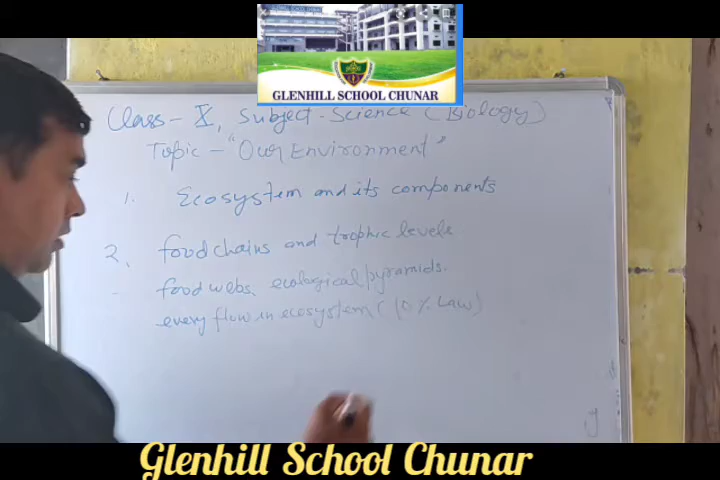 GLENHILL SCHOOL CHUNAR
Class - X, Subject - Science (Biology)
Topic - "Our Environment"
1. Ecosystem and its components
2. food chains and trophic levels
food webs, ecological pyramids.
every flow in ecosystem (10 % Law)
Glenhill School Chunar